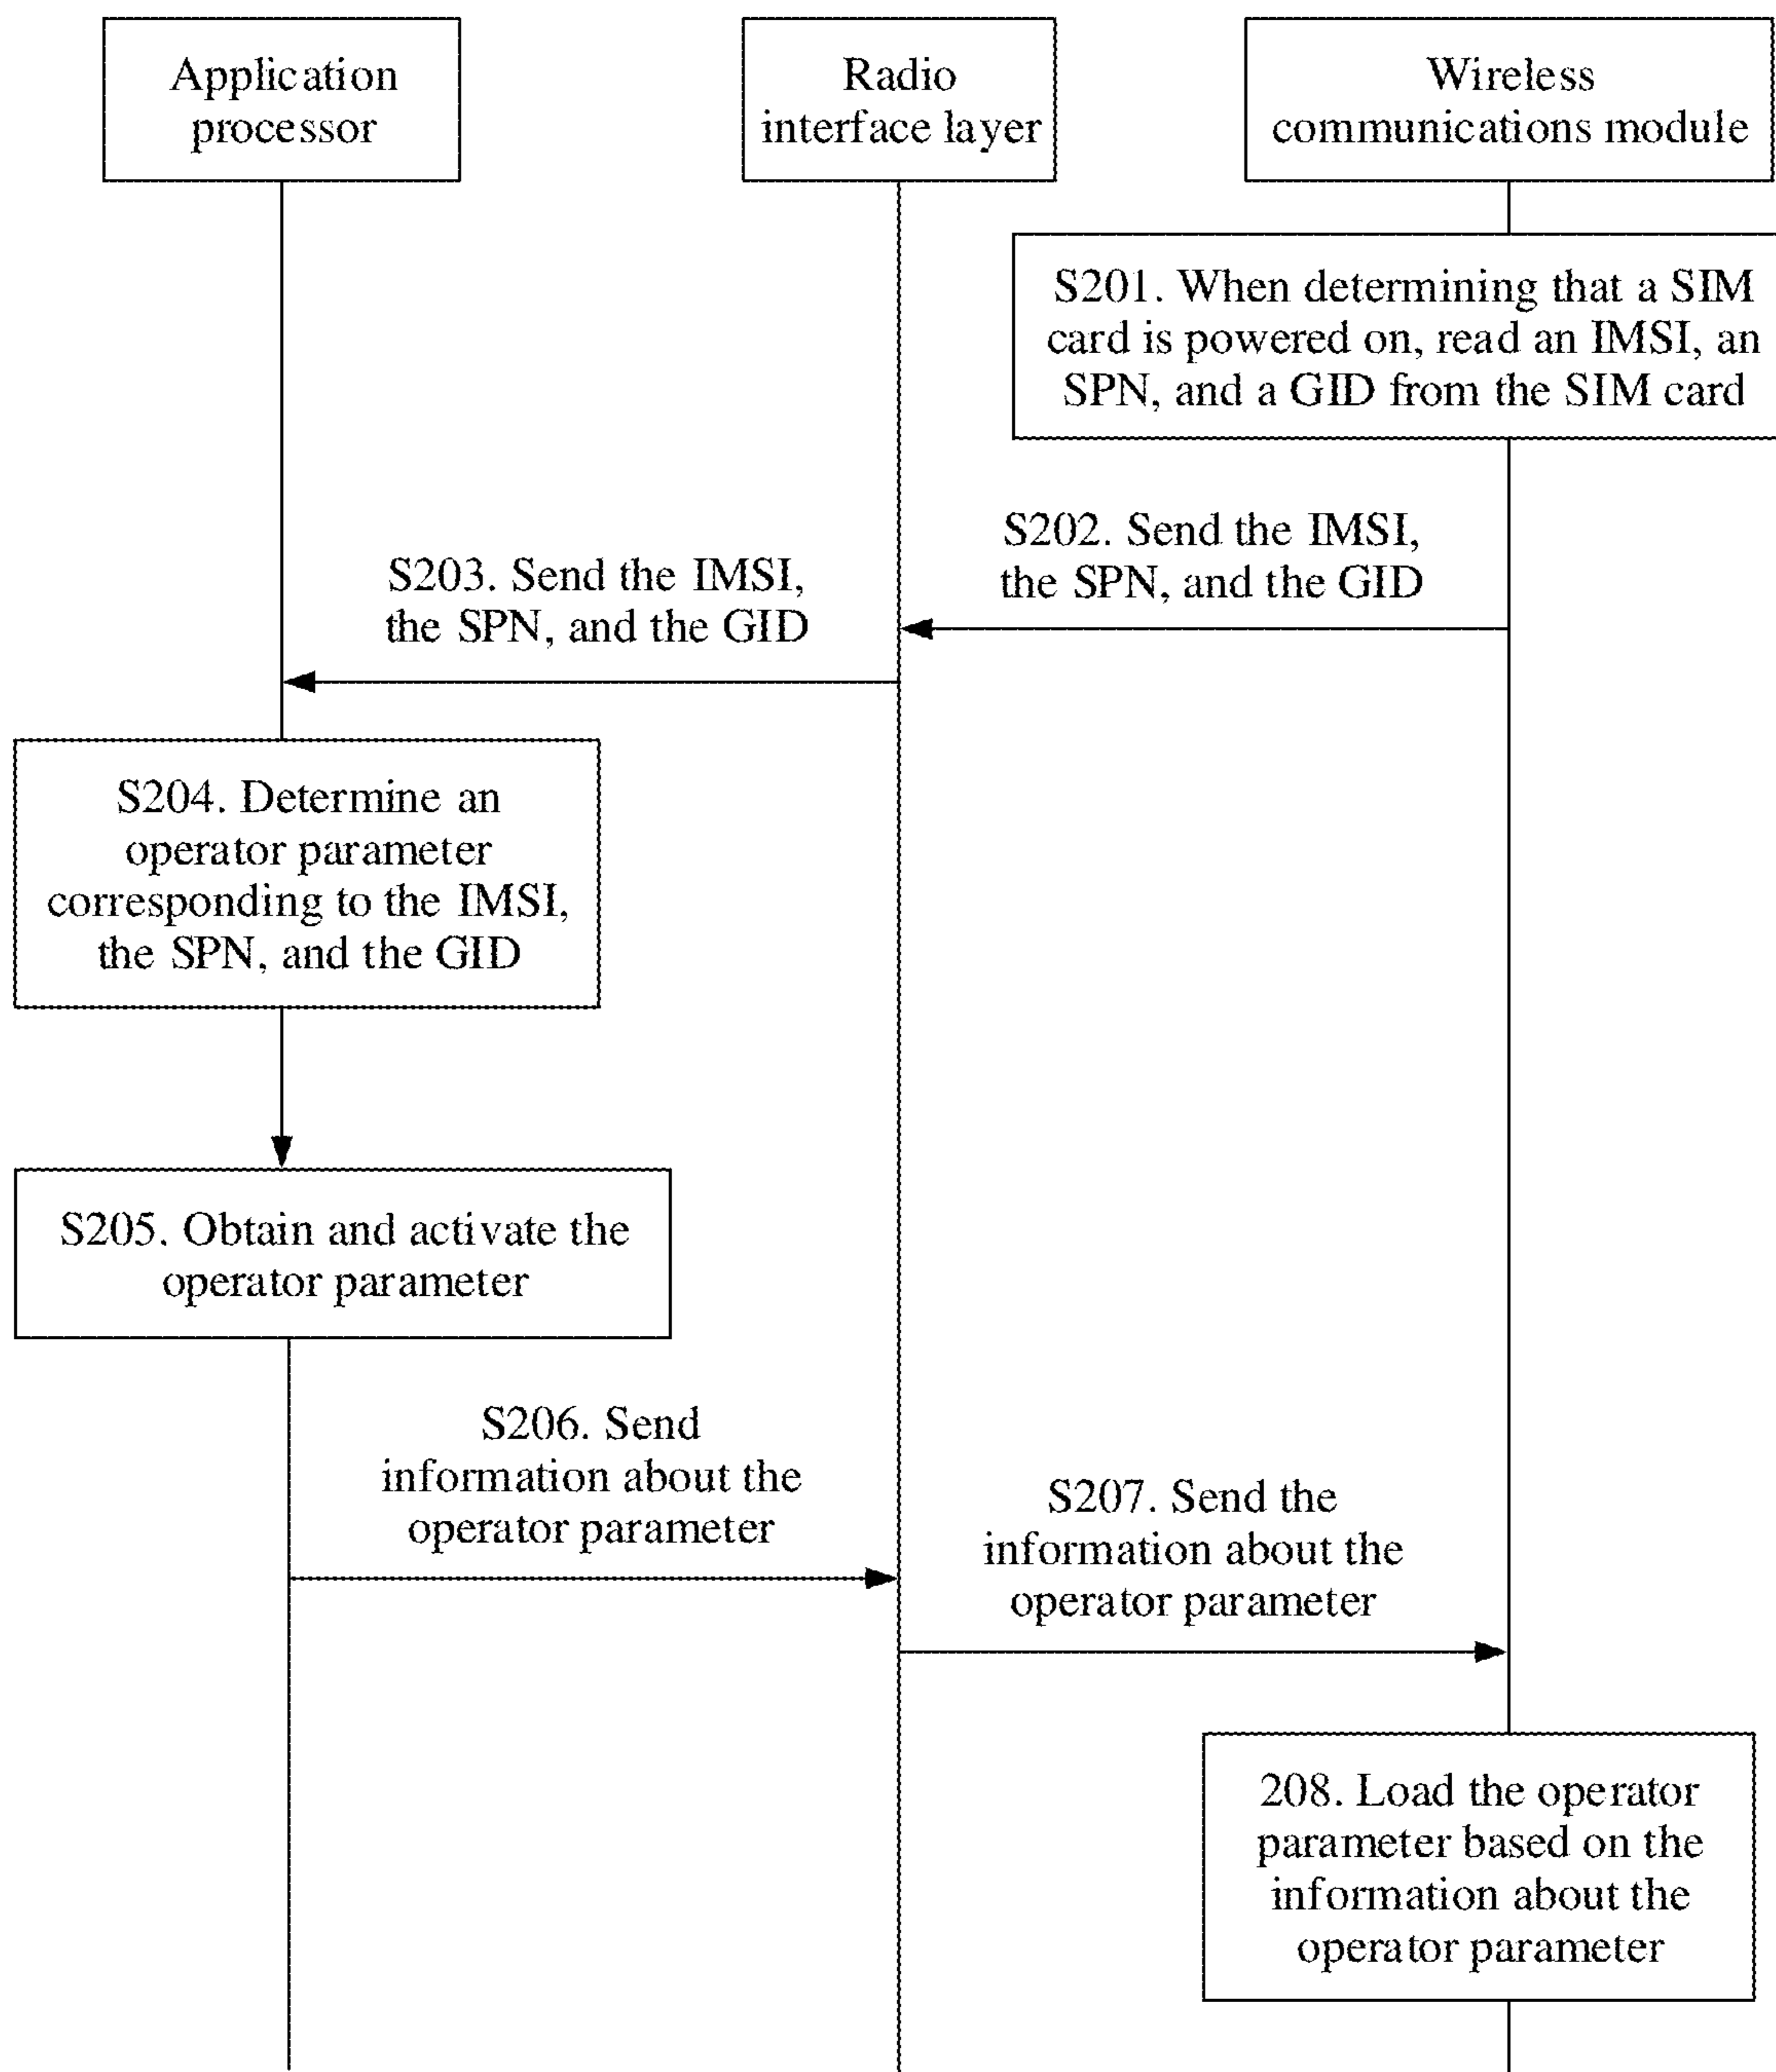 Application
processor
Radio
interface layer
Wireless
communications module
S201. When determining that a SIM
card is powered on, read an IMSI, an
SPN, and a GID from the SIM card
S202. Send the IMSI,
the SPN, and the GID
S203. Send the IMSI,
the SPN, and the GID
S204. Determine an
operator parameter
corresponding to the IMSI,
the SPN, and the GID
S205. Obtain and activate the
operator parameter
S206. Send
information about the
operator parameter
S207. Send the
information about the
operator parameter
208. Load the operator
parameter based on the
information about the
operator parameter